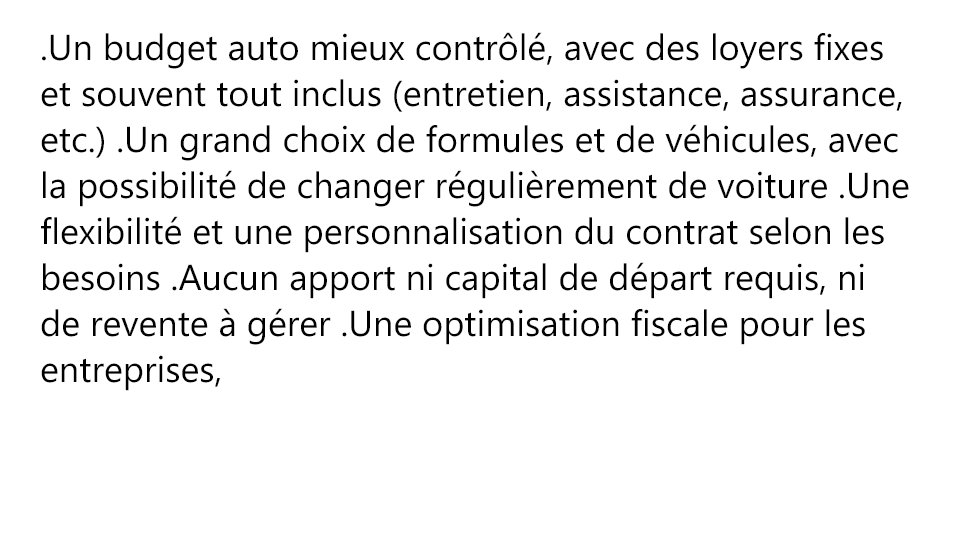 .Un budget auto mieux contrôlé, avec des loyers fixes
et souvent tout inclus (entretien, assistance, assurance,
etc.) .Un grand choix de formules et de véhicules, avec
la possibilité de changer régulièrement de voiture .Une
flexibilité et une personnalisation du contrat selon les
besoins .Aucun apport ni capital de départ requis, ni
de revente à gérer .Une optimisation fiscale pour les
entreprises,